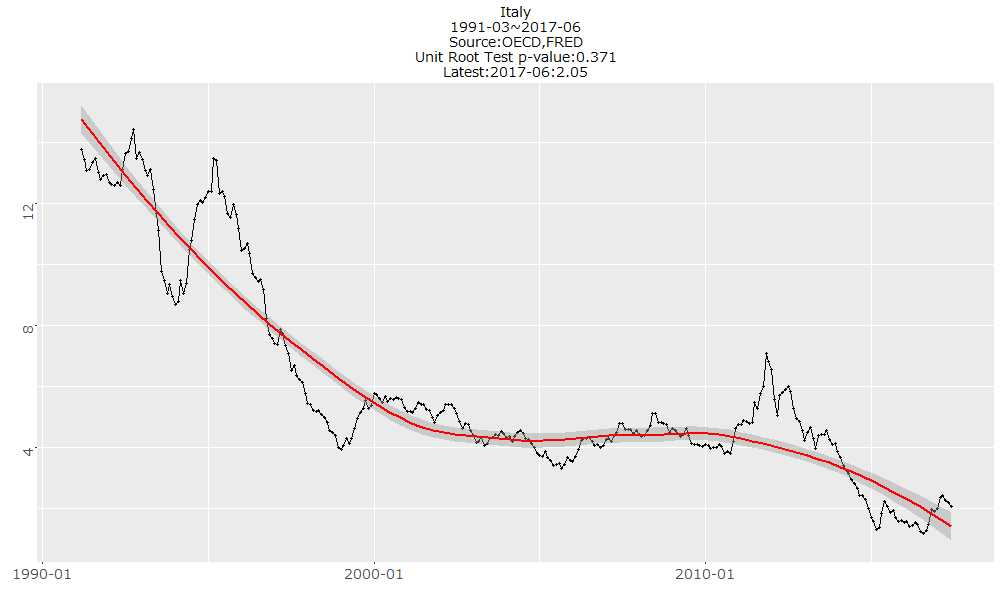 Italy
1991-03~2017-06
Source:OECD,FRED
Unit Root Test p-value:0.371
Latest:2017-06:2.05
12
8
4
1990-01
2000-01
2010-01